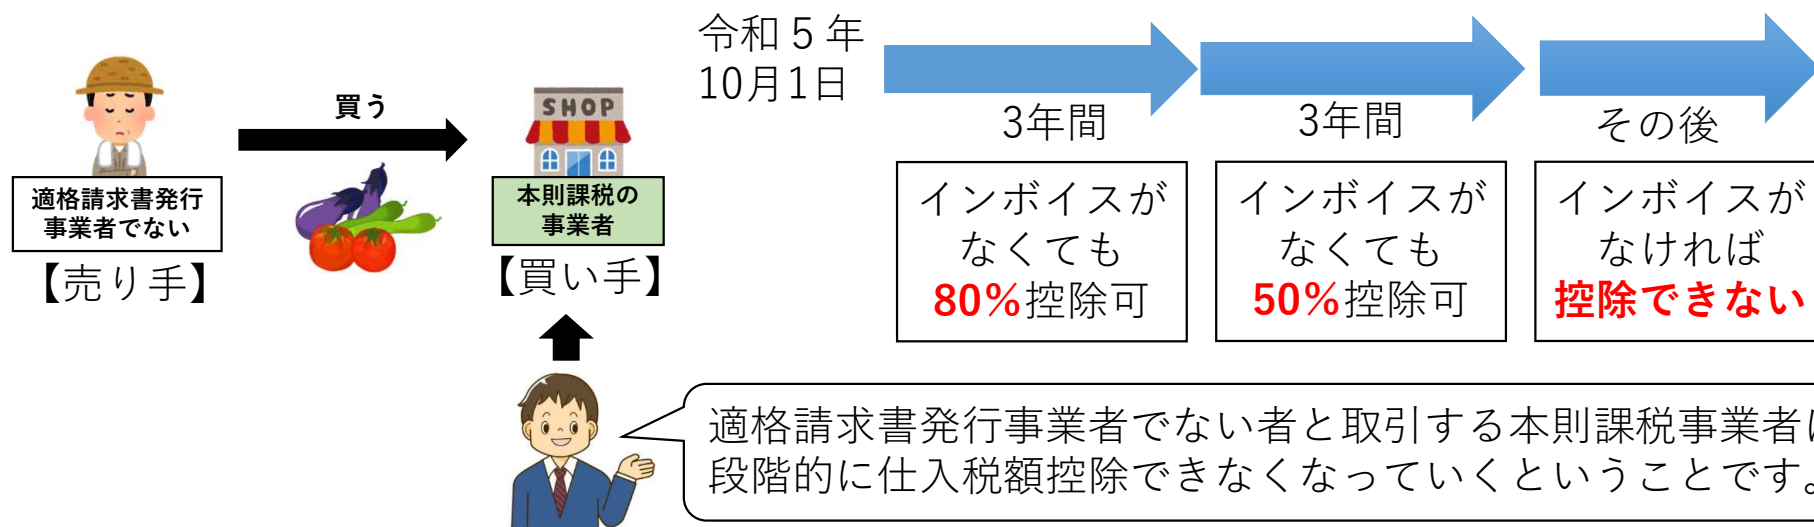 令和５年
10月1日
3年間
3年間
その後
買う
SHOP
適格請求書発行
事業者でない
【売り手】
本則課税の
事業者
【買い手】
インボイスが
なくても
80%控除可
インボイスが
なくても
50%控除可
インボイスが
なければ
控除できない
適格請求書発行事業者でない者と取引する本則課税事業者は
段階的に仕入税額控除できなくなっていくということです。